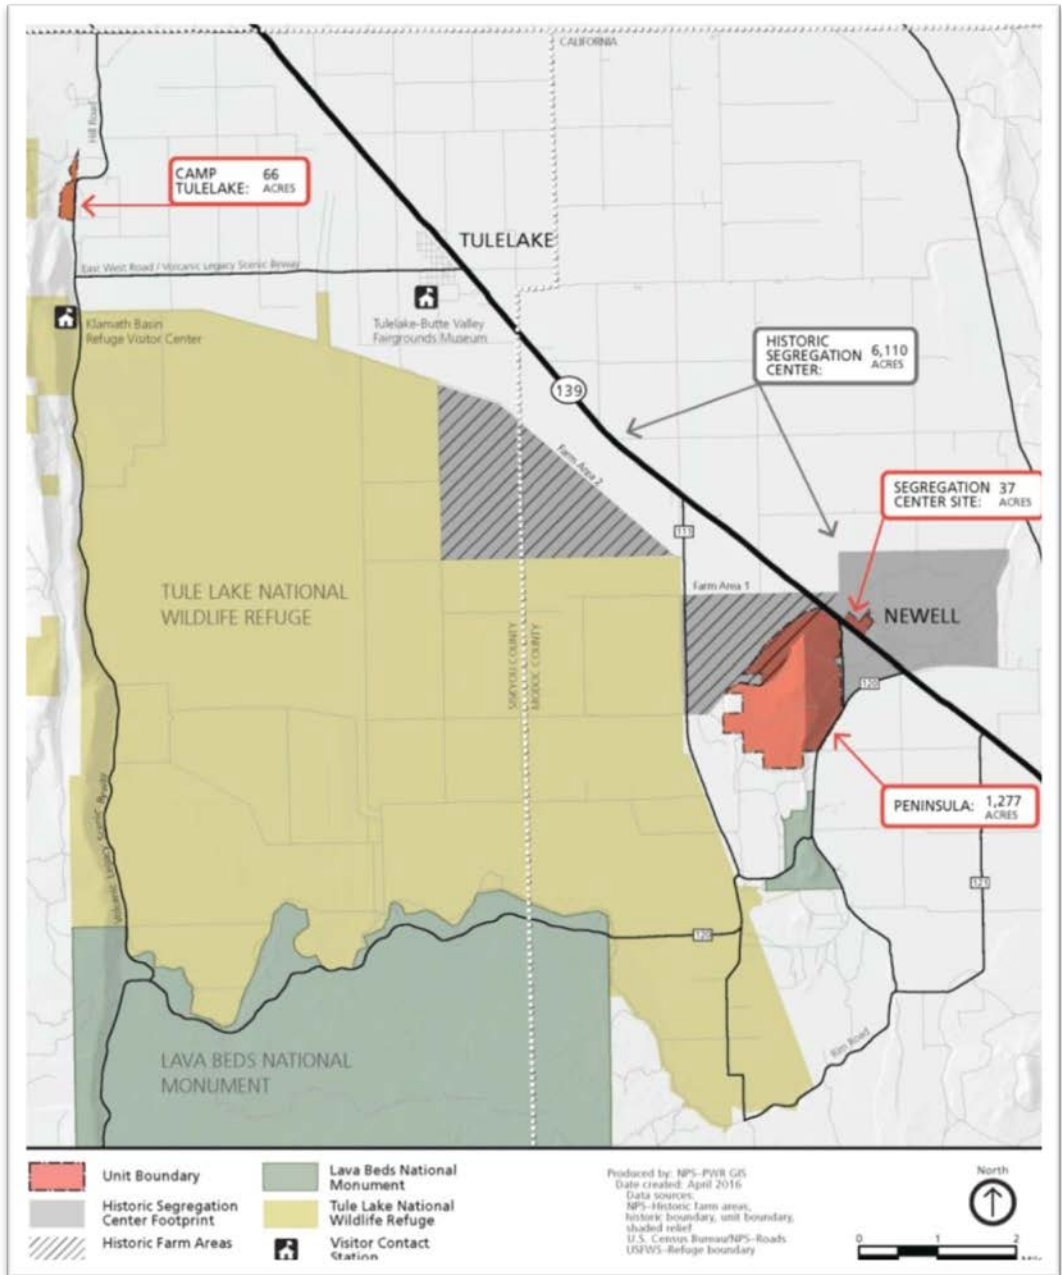 CALIFORNIA
Hill Road
CAMP 66
TULELAKE: ACRES
TULELAKE
East West Road / Volcanic Legacy Scenic Byway
Klamath Basin
Refuge Visitor Center
Tulelake-Butte Valley
Fairgrounds Museum
HISTORIC
SEGREGATION 6,110
CENTER: ACRES
139
Farm Area 2
SEGREGATION 37
CENTER SITE: ACRES
111
Farm Area 1
TULE LAKE NATIONAL
WILDLIFE REFUGE
NEWELL
SISKIYOU COUNTY
MODOC COUNTY
120
PENINSULA: 1,277
ACRES
Volcanic Legacy Scenic Byway
121
120
Rim Road
LAVA BEDS NATIONAL
MONUMENT
Unit Boundary
Historic Segregation
Center Footprint
Historic Farm Areas
Lava Beds National
Monument
Tule Lake National
Wildlife Refuge
Visitor Contact
Station
Produced by: NPS-PWR GIS
Date created: April 2016
Data sources:
NPS-Historic farm areas,
historic boundary, unit boundary,
shaded relief
U.S. Census Bureau/NPS-Roads
USFWS-Refuge boundary
North
0 1 2